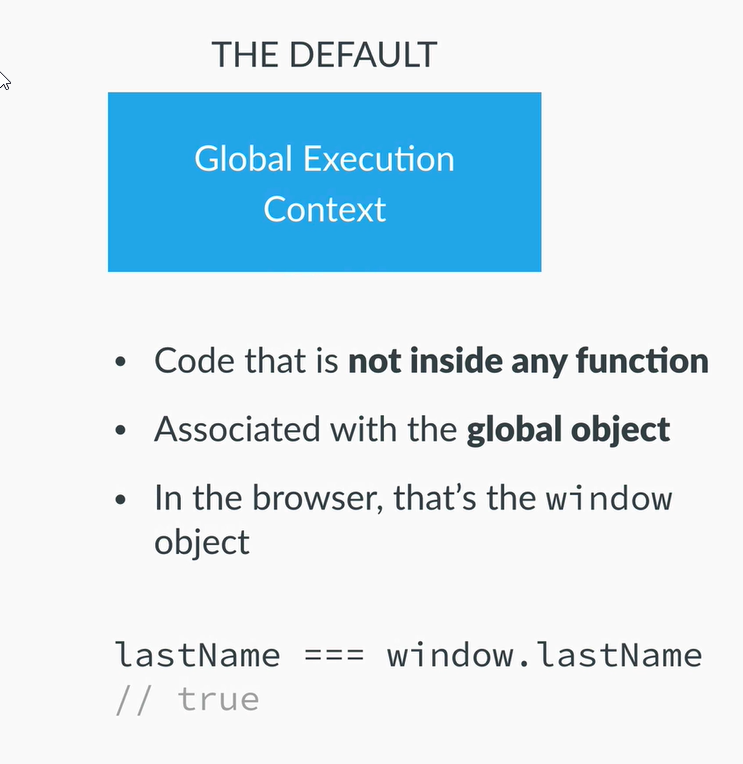 THE DEFAULT
Global Execution
Context
• Code that is not inside any function
• Associated with the global object
• In the browser, that’s the window
object
lastName === window.lastName
// true